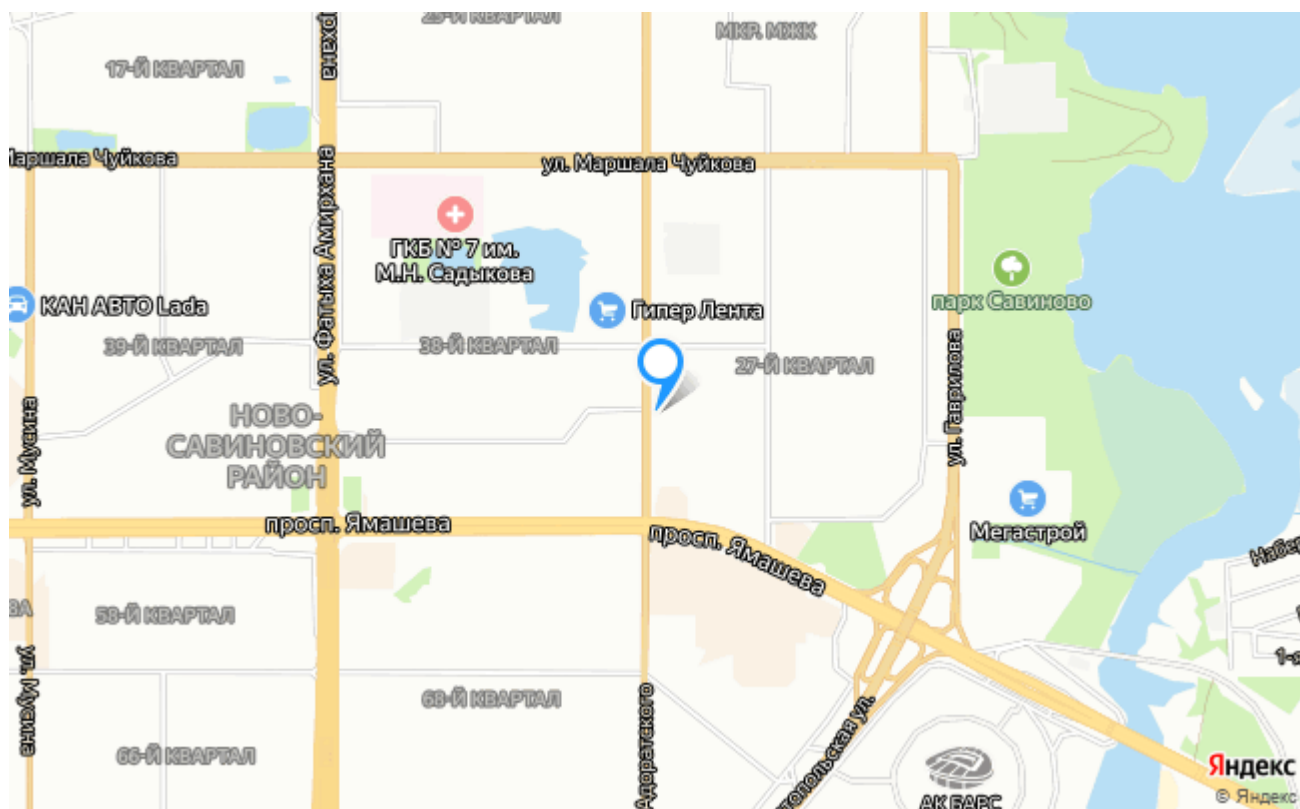 25-Й КВАРТАЛ
МКР. МЖК
17-Й КВАРТАЛ
Маршала Чуйкова
ул. Маршала Чуйкова
ГКБ № 7 им.
М.Н. Садыкова
парк Савиново
КАН АВТО Lada
Гипер Лента
39-Й КВАРТАЛ
38-Й КВАРТАЛ
27-Й КВАРТАЛ
ул. Фатыха Амирхана
ул. Гаврилова
ул. Мусина
НОВО-
САВИНОВСКИЙ
РАЙОН
просп. Ямашева
просп. Ямашева
Мегастрой
58-Й КВАРТАЛ
ул. Мусина
68-Й КВАРТАЛ
Адоратского
66-Й КВАРТАЛ
АК БАРС
Яндекс
© Яндекс